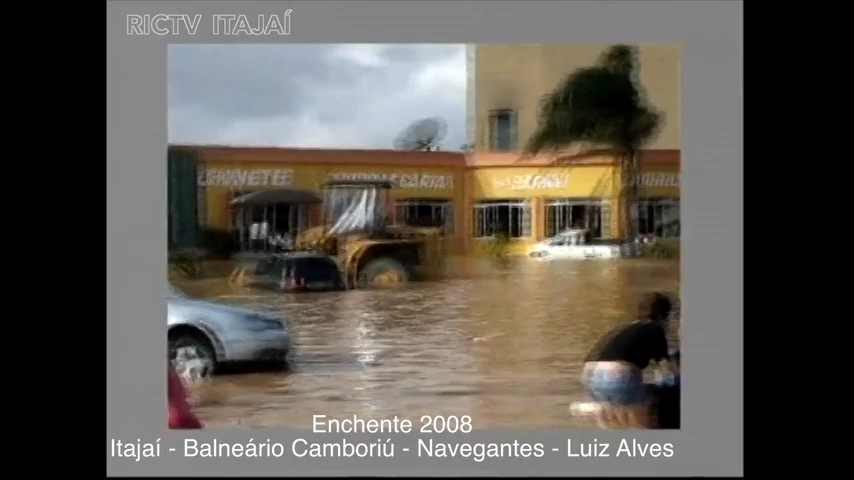 RICTV ITAJAÍ
Enchente 2008
Itajaí - Balneário Camboriú - Navegantes - Luiz Alves